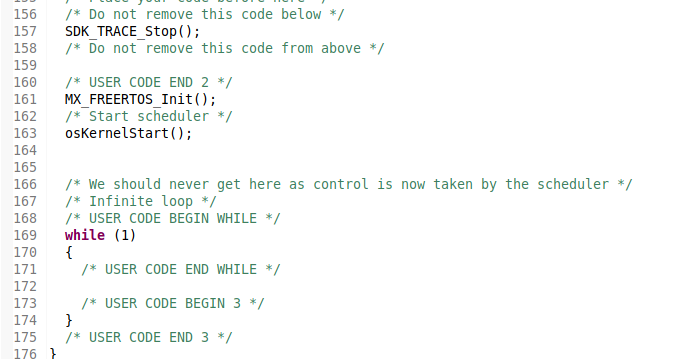 155 /* Place your code before here */
156 /* Do not remove this code below */
157 SDK_TRACE_Stop();
158 /* Do not remove this code from above */
159
160 /* USER CODE END 2 */
161 MX_FREERTOS_Init();
162 /* Start scheduler */
163 osKernelStart();
164
165
166 /* We should never get here as control is now taken by the scheduler */
167 /* Infinite loop */
168 /* USER CODE BEGIN WHILE */
169 while (1)
170 {
171 /* USER CODE END WHILE */
172
173 /* USER CODE BEGIN 3 */
174 }
175 /* USER CODE END 3 */
176 }